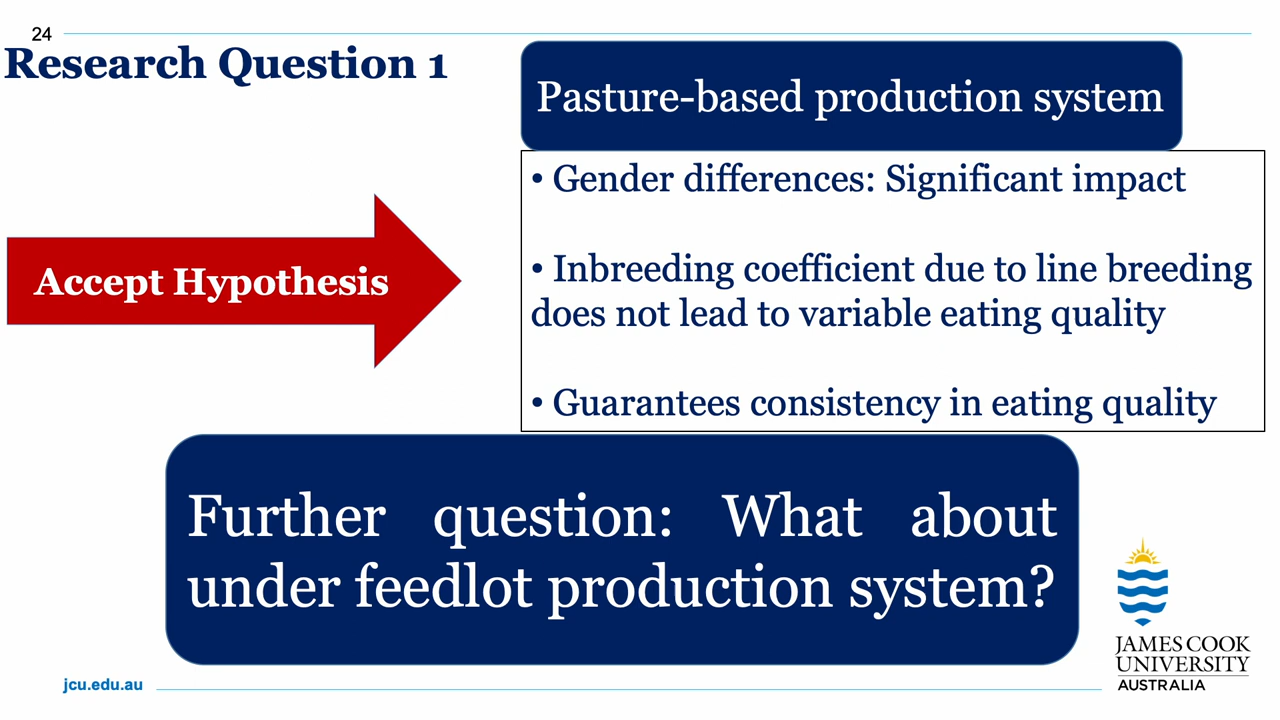 24
Research Question 1
Pasture-based production system
• Gender differences: Significant impact
• Inbreeding coefficient due to line breeding
does not lead to variable eating quality
• Guarantees consistency in eating quality
Accept Hypothesis
Further question: What about
under feedlot production system?
JAMES COOK
UNIVERSITY
AUSTRALIA
jcu.edu.au